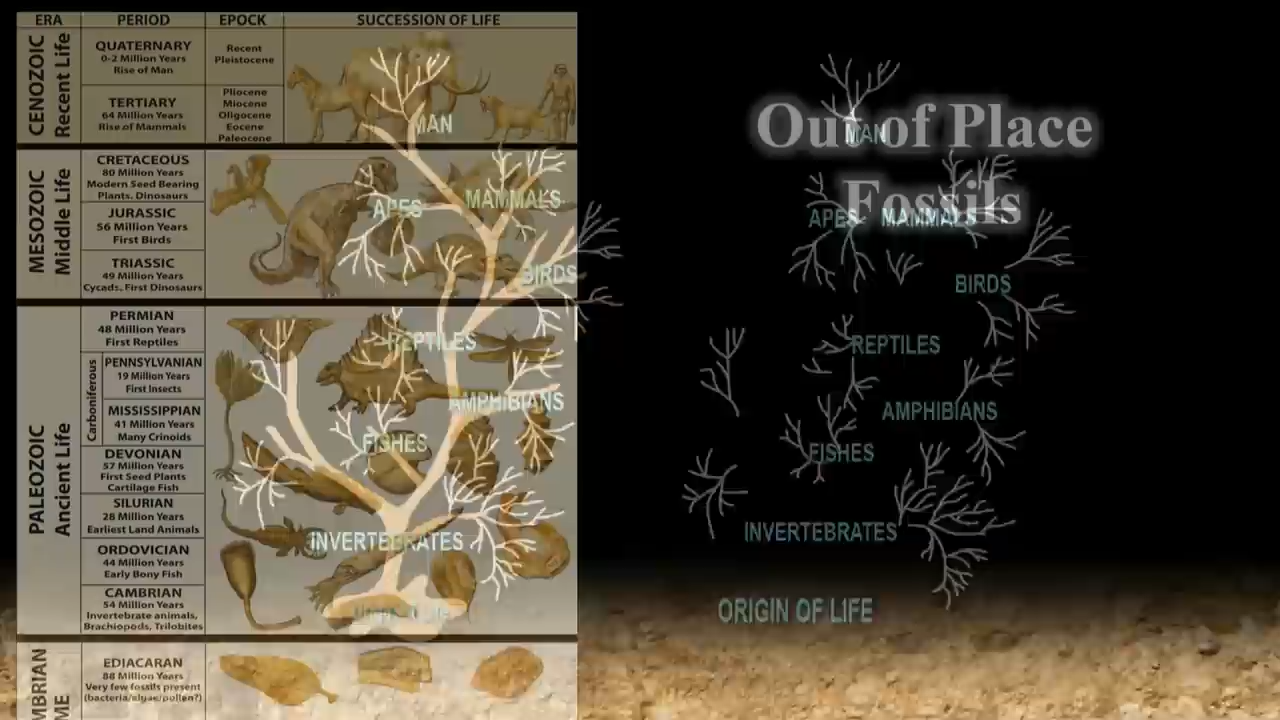 ERA PERIOD EPOCH SUCCESSION OF LIFE
CENOZOIC
Recent Life
QUATERNARY
0-2 Million Years
Rise of Man
Recent
Pleistocene
TERTIARY
64 Million Years
Rise of Mammals
Pliocene
Miocene
Oligocene
Eocene
Paleocene
MESOZOIC
Middle Life
CRETACEOUS
80 Million Years
Modern Seed Bearing
Plants. Dinosaurs
JURASSIC
56 Million Years
First Birds
TRIASSIC
49 Million Years
Cycads, First Dinosaurs
PALEOZOIC
Ancient Life
PERMIAN
48 Million Years
First Reptiles
Carboniferous
PENNSYLVANIAN
19 Million Years
First Insects
MISSISSIPPIAN
41 Million Years
Many Crinoids
DEVONIAN
57 Million Years
First Seed Plants
Cartilage Fish
SILURIAN
28 Million Years
Earliest Land Animals
ORDOVICIAN
44 Million Years
Early Bony Fish
CAMBRIAN
54 Million Years
Invertebrate animals,
Brachiopods, Trilobites
MBRIAN
ME
EDIACARAN
88 Million Years
Very few fossils present
(bacteria/algae/pollen?)
MAN
APES MAMMALS
BIRDS
REPTILES
AMPHIBIANS
FISHES
INVERTEBRATES
Out of Place
Fossils
MAN
APES MAMMALS
BIRDS
REPTILES
AMPHIBIANS
FISHES
INVERTEBRATES
ORIGIN OF LIFE